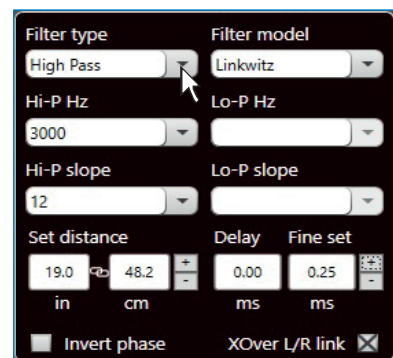 Filter type Filter model
High Pass Linkwitz
Hi-P Hz Lo-P Hz
3000
Hi-P slope Lo-P slope
12
Set distance Delay Fine set
19.0 48.2 + - 0.00 0.25 + -
in cm ms ms
Invert phase XOver L/R link